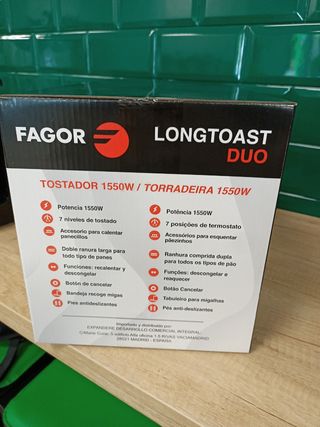 FAGOR
LONGTOAST
DUO
TOSTADOR 1550W / TORRADEIRA 1550W
Potencia 1550W
7 niveles de tostado
Accesorio para calentar
panecillos
Doble ranura larga para
todo tipo de panes
Funciones: recalentar y
descongelar
Botón de cancelar
Bandeja recoge migas
Pies antideslizantes
Potência 1550W
7 posições de termostato
Acessórios para esquentar
pãezinhos
Ranhura comprida dupla
para todos os tipos de pão
Funções: descongelar e
reaquecer
Botão Cancelar
Tabuleiro para migalhas
Pés anti-deslizantes
Importado y distribuido por:
EXPANDERE DESARROLLO COMERCIAL INTEGRAL.
28521 MADRID - ESPAÑA